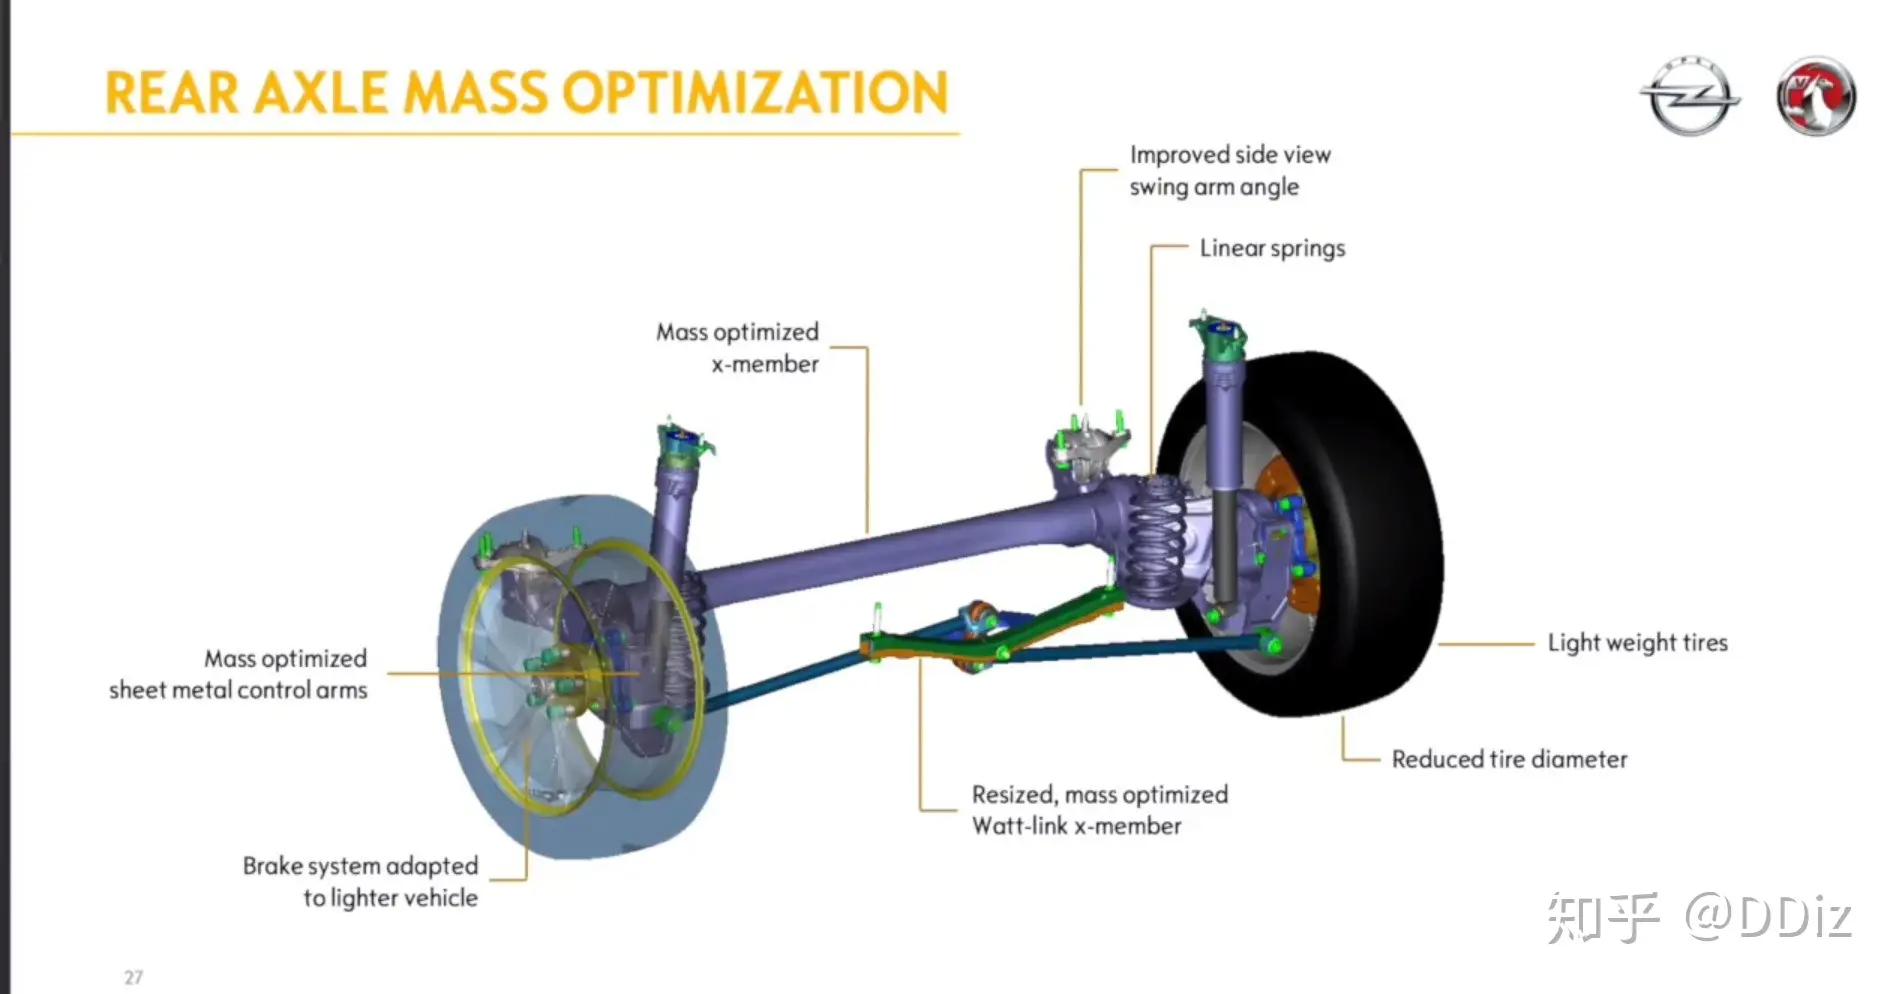 REAR AXLE MASS OPTIMIZATION
OPEL
V
Improved side view
swing arm angle
Linear springs
Mass optimized
x-member
Mass optimized
sheet metal control arms
Light weight tires
Reduced tire diameter
Resized, mass optimized
Watt-link x-member
Brake system adapted
to lighter vehicle
知乎 @DDiz
27